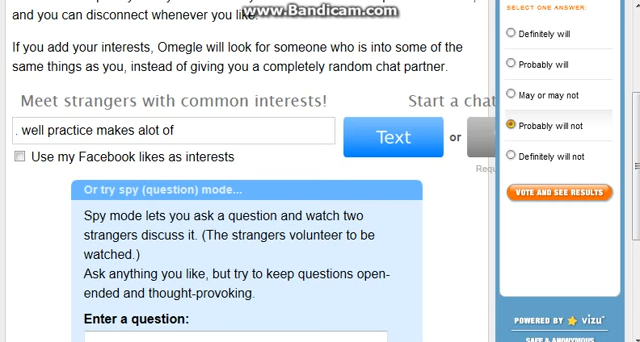 www.Bandicam.com
and you can disconnect whenever you like.
If you add your interests, Omegle will look for someone who is into some of the
same things as you, instead of giving you a completely random chat partner.
Meet strangers with common interests!
Start a chat
. well practice makes alot of
Text
or
Use my Facebook likes as interests
Or try spy (question) mode...
Spy mode lets you ask a question and watch two
strangers discuss it. (The strangers volunteer to be
watched.)
Ask anything you like, but try to keep questions open-
ended and thought-provoking.
Enter a question:
SELECT ONE ANSWER:
Definitely will
Probably will
May or may not
Probably will not
Definitely will not
VOTE AND SEE RESULTS
POWERED BY vizu
SAFE & ANONYMOUS